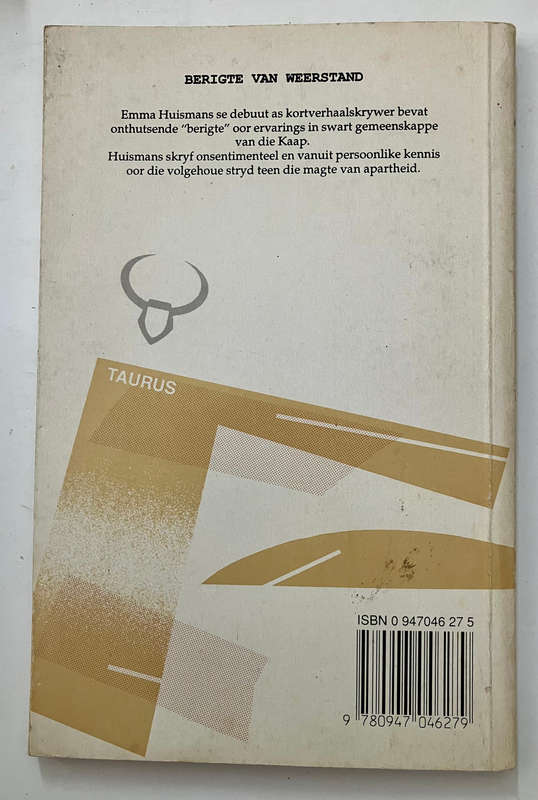 BERIGTE VAN WEERSTAND
Emma Huismans se debuut as kortverhaalskrywer bevat
onthutsende “berigte” oor ervarings in swart gemeenskappe
van die Kaap.
Huismans skryf onsentimenteel en vanuit persoonlike kennis
oor die volgehoue stryd teen die magte van apartheid.
TAURUS
ISBN 0 947046 27 5
9 780947 046279